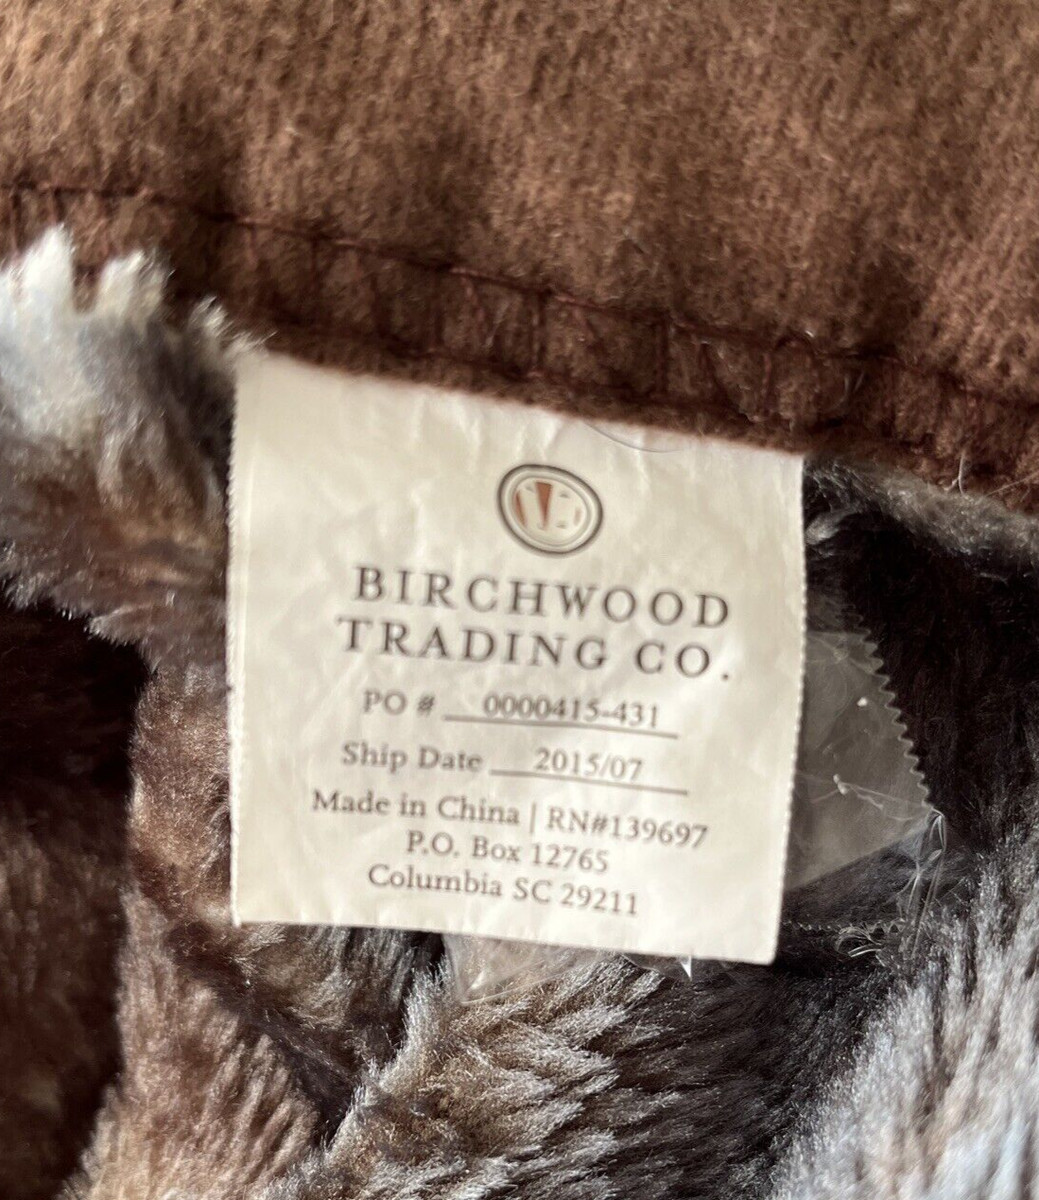 BIRCHWOOD
TRADING CO.
PO # 0000415-431
Ship Date 2015/07
Made in China | RN#139697
P.O. Box 12765
Columbia SC 29211